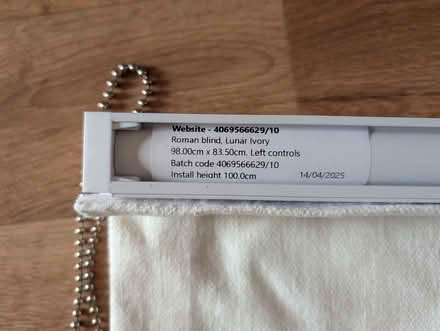 Website - 4069566629/10
Roman blind, Lunar Ivory
98.00cm x 83.50cm. Left controls
Batch code 4069566629/10
Install height 100.0cm 14/04/2025